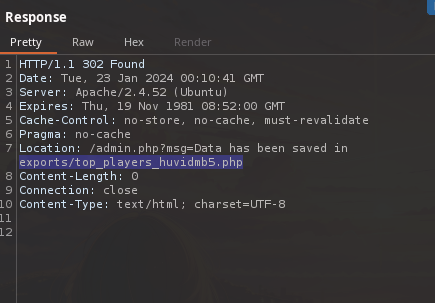 Response
Pretty Raw Hex Render
1 HTTP/1.1 302 Found
2 Date: Tue, 23 Jan 2024 00:10:41 GMT
3 Server: Apache/2.4.52 (Ubuntu)
4 Expires: Thu, 19 Nov 1981 08:52:00 GMT
5 Cache-Control: no-store, no-cache, must-revalidate
6 Pragma: no-cache
7 Location: /admin.php?msg=Data has been saved in
exports/top_players_huvidmb5.php
8 Content-Length: 0
9 Connection: close
10 Content-Type: text/html; charset=UTF-8
11
12